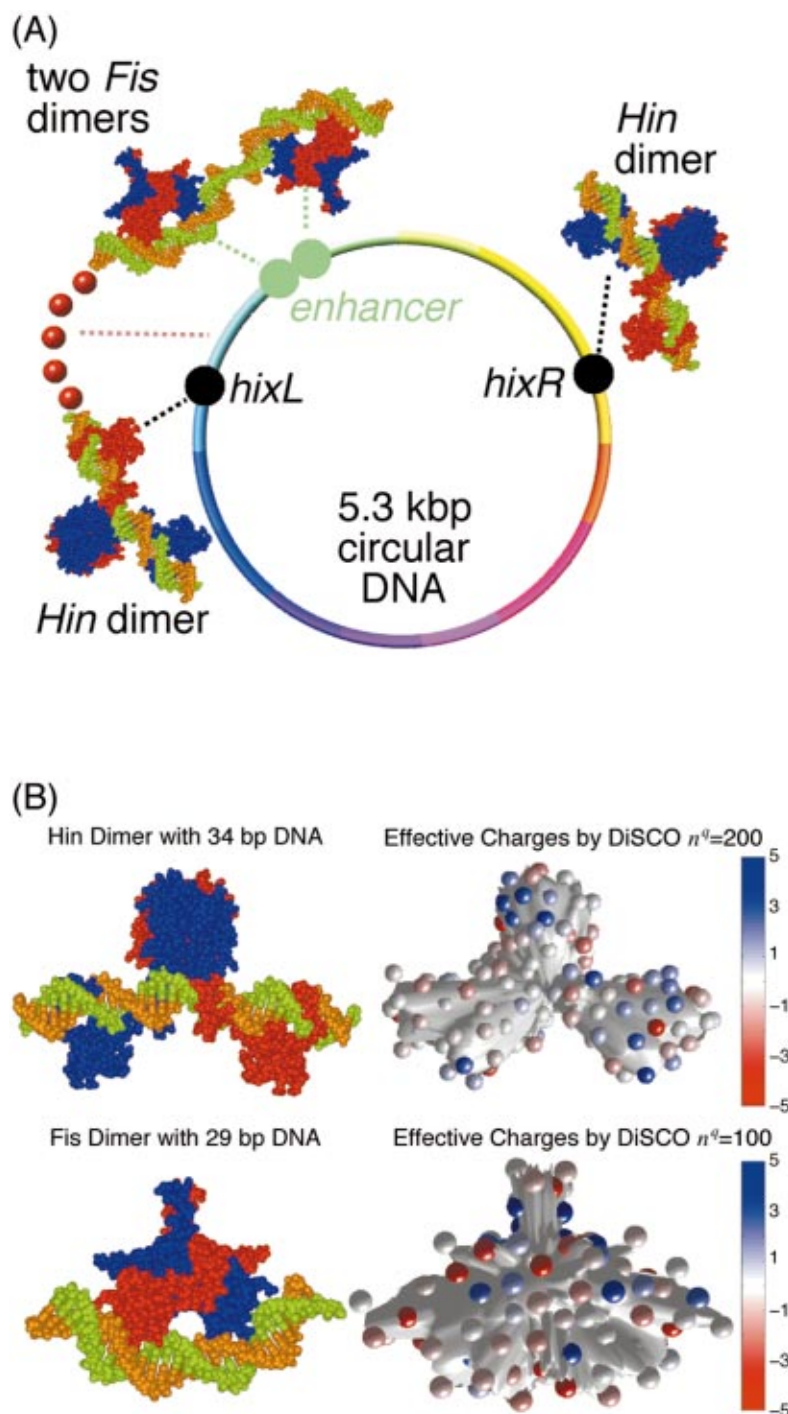 (A)
two Fis
dimers
Hin
dimer
enhancer
hixL
hixR
5.3 kbp
circular
DNA
Hin dimer
(B)
Hin Dimer with 34 bp DNA
Effective Charges by DiSCO n^q=200
5
3
1
−1
−3
−5
Fis Dimer with 29 bp DNA
Effective Charges by DiSCO n^q=100
5
3
1
−1
−3
−5